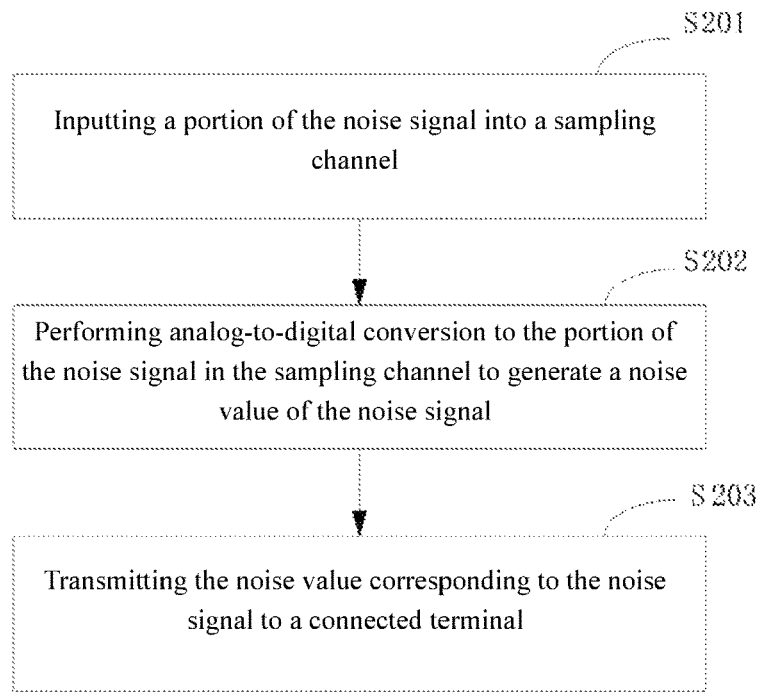 S201
Inputting a portion of the noise signal into a sampling
channel
S202
Performing analog-to-digital conversion to the portion of
the noise signal in the sampling channel to generate a noise
value of the noise signal
S203
Transmitting the noise value corresponding to the noise
signal to a connected terminal